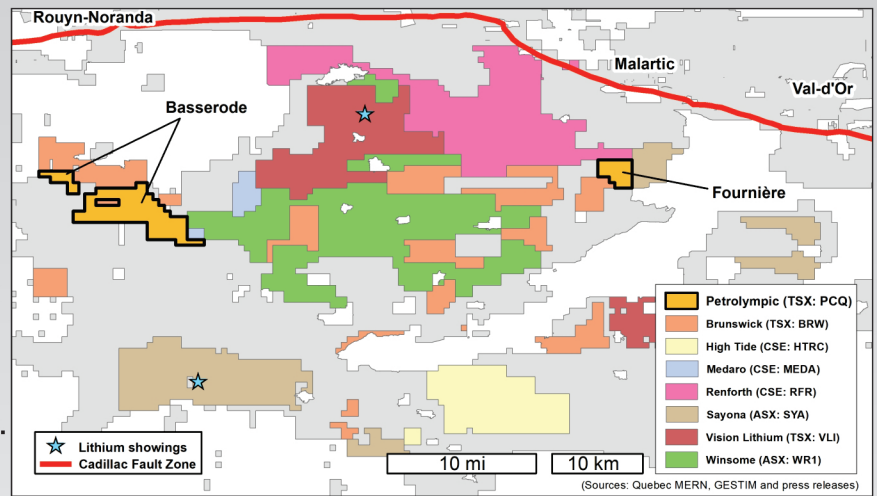 Rouyn-Noranda
Malartic
Val-d'Or
Basserode
Fournière
Petrolympic (TSX: PCQ)
Brunswick (TSX: BRW)
High Tide (CSE: HTRC)
Medaro (CSE: MEDA)
Renforth (CSE: RFR)
Sayona (ASX: SYA)
Vision Lithium (TSX: VLI)
Winsome (ASX: WR1)
Lithium showings
Cadillac Fault Zone
10 mi
10 km
(Sources: Quebec MERN, GESTIM and press releases)